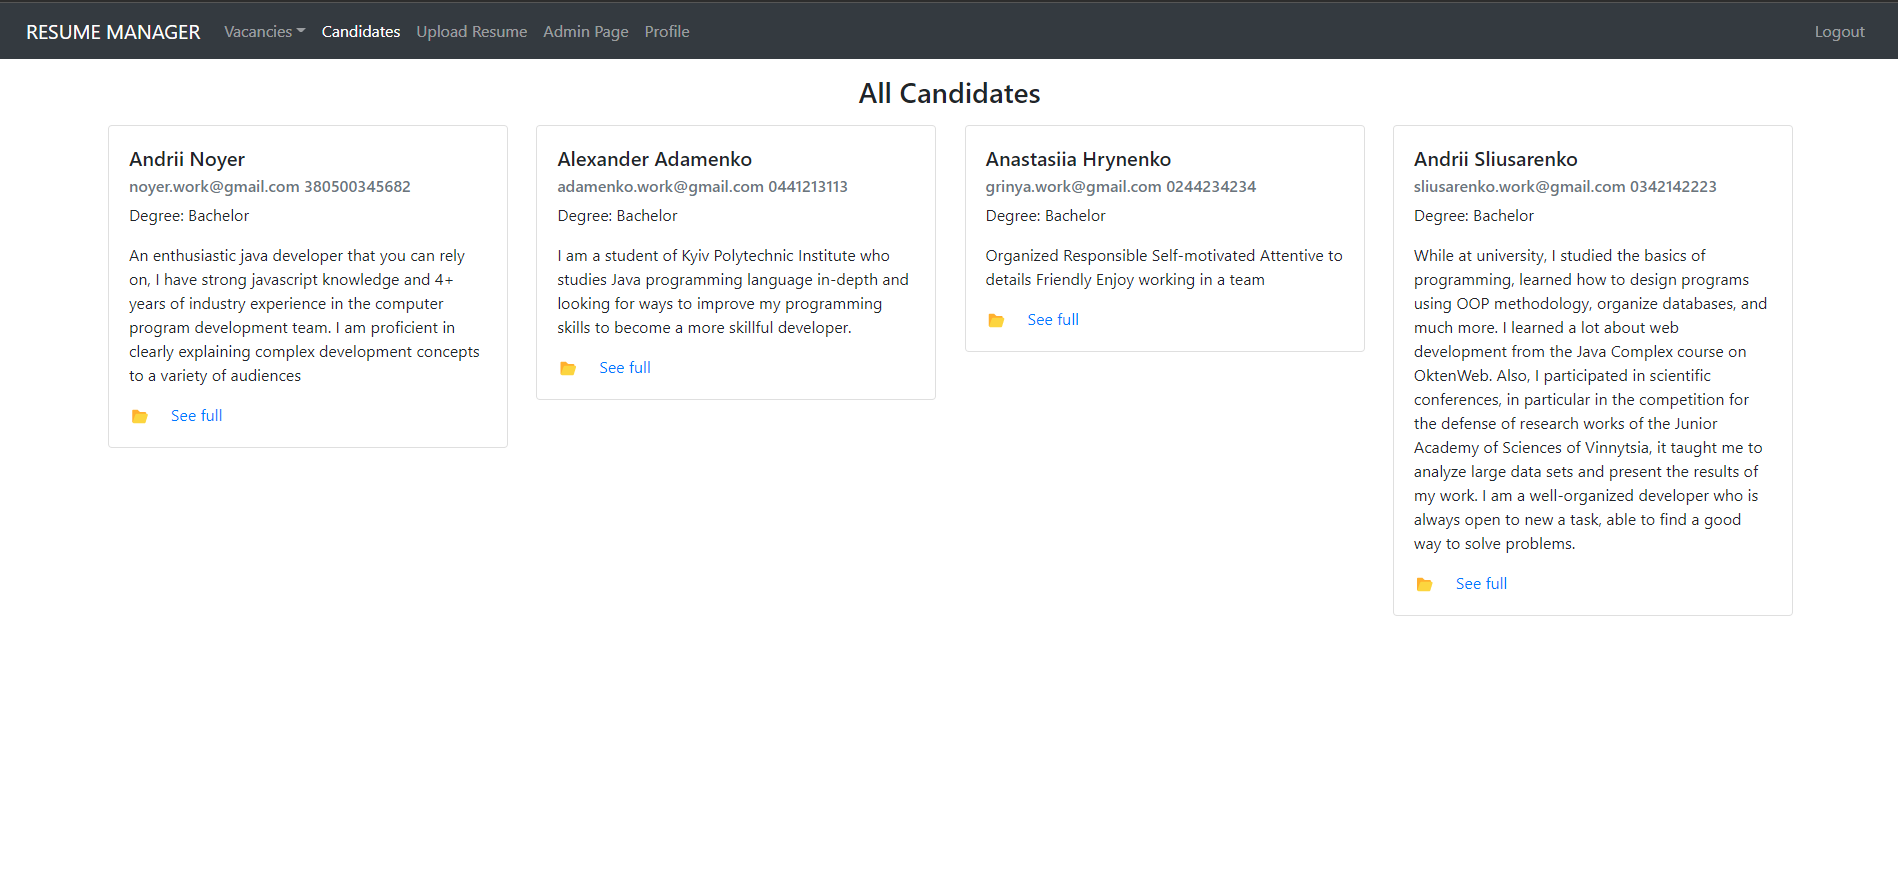 RESUME MANAGER Vacancies Candidates Upload Resume Admin Page Profile Logout
All Candidates
Andrii Noyer
noyer.work@gmail.com 380500345682
Degree: Bachelor
An enthusiastic java developer that you can rely
on, I have strong javascript knowledge and 4+
years of industry experience in the computer
program development team. I am proficient in
clearly explaining complex development concepts
to a variety of audiences
See full
Alexander Adamenko
adamenko.work@gmail.com 0441213113
Degree: Bachelor
I am a student of Kyiv Polytechnic Institute who
studies Java programming language in-depth and
looking for ways to improve my programming
skills to become a more skillful developer.
See full
Anastasiia Hrynenko
grinya.work@gmail.com 0244234234
Degree: Bachelor
Organized Responsible Self-motivated Attentive to
details Friendly Enjoy working in a team
See full
Andrii Sliusarenko
sliusarenko.work@gmail.com 0342142223
Degree: Bachelor
While at university, I studied the basics of
programming, learned how to design programs
using OOP methodology, organize databases, and
much more. I learned a lot about web
development from the Java Complex course on
OktenWeb. Also, I participated in scientific
conferences, in particular in the competition for
the defense of research works of the Junior
Academy of Sciences of Vinnytsia, it taught me to
analyze large data sets and present the results of
my work. I am a well-organized developer who is
always open to new a task, able to find a good
way to solve problems.
See full